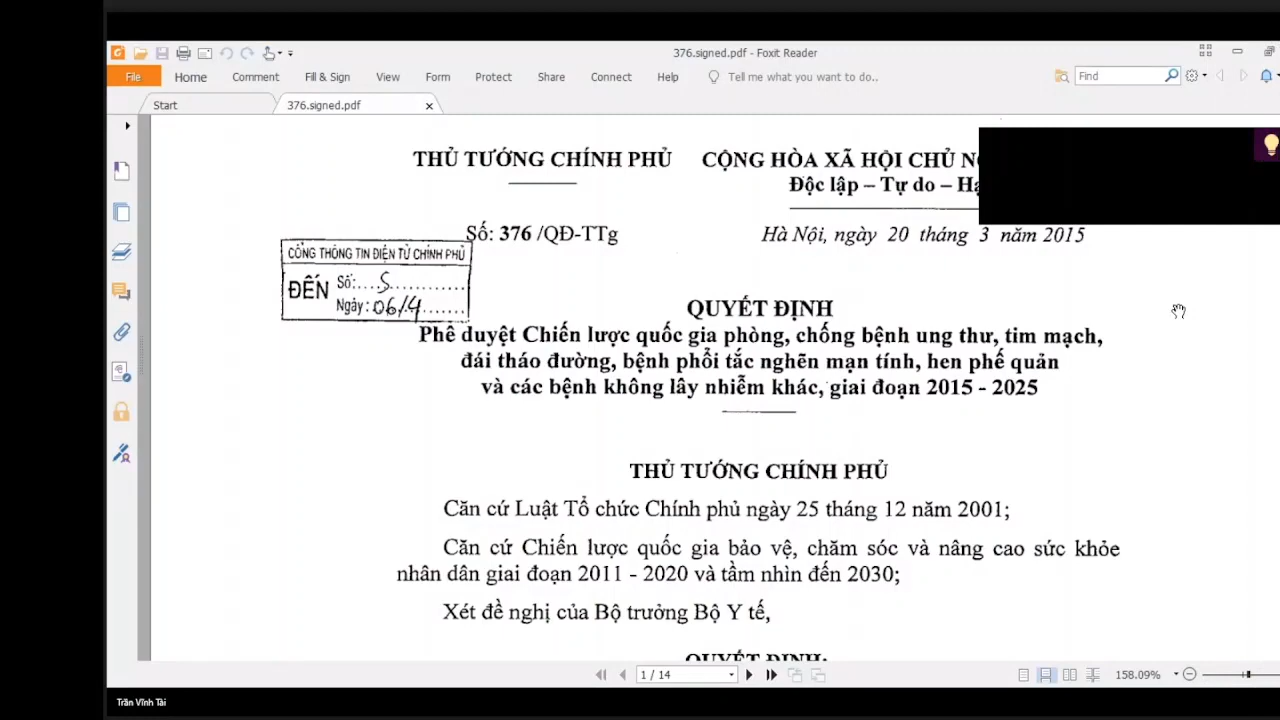 376.signed.pdf - Foxit Reader
File Home Comment Fill & Sign View Form Protect Share Connect Help Tell me what you want to do.. Find
Start 376.signed.pdf
THỦ TƯỚNG CHÍNH PHỦ
CỘNG HÒA XÃ HỘI CHỦ
Độc lập – Tự do –
Số: 376 /QĐ-TTg
Hà Nội, ngày 20 tháng 3 năm 2015
CỔNG THÔNG TIN ĐIỆN TỬ CHÍNH PHỦ
ĐẾN
Số:....S............
Ngày: 06/4.......
QUYẾT ĐỊNH
Phê duyệt Chiến lược quốc gia phòng, chống bệnh ung thư, tim mạch,
đái tháo đường, bệnh phổi tắc nghẽn mạn tính, hen phế quản
và các bệnh không lây nhiễm khác, giai đoạn 2015 - 2025
THỦ TƯỚNG CHÍNH PHỦ
Căn cứ Luật Tổ chức Chính phủ ngày 25 tháng 12 năm 2001;
Căn cứ Chiến lược quốc gia bảo vệ, chăm sóc và nâng cao sức khỏe
nhân dân giai đoạn 2011 - 2020 và tầm nhìn đến 2030;
Xét đề nghị của Bộ trưởng Bộ Y tế,
QUYẾT ĐỊNH:
1 / 14
158.09%
Trần Vĩnh Tài